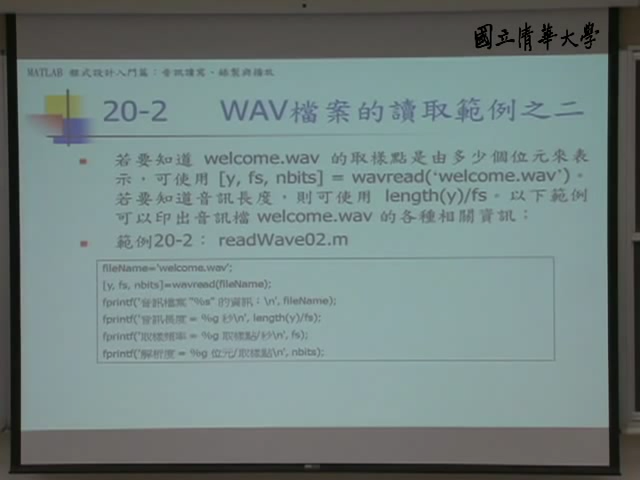 國立清華大學
MATLAB 程式設計入門篇：音訊讀寫、錄製與播放
20-2 WAV檔案的讀取範例之二
若要知道 welcome.wav 的取樣點是由多少個位元來表
示，可使用 [y, fs, nbits] = wavread('welcome.wav')。
若要知道音訊長度，則可使用 length(y)/fs。以下範例
可以印出音訊檔 welcome.wav 的各種相關資訊：
範例20-2： readWave02.m
fileName='welcome.wav';
[y, fs, nbits]=wavread(fileName);
fprintf('音訊檔案 "%s" 的資訊：\n', fileName);
fprintf('音訊長度 = %g 秒\n', length(y)/fs);
fprintf('取樣頻率 = %g 取樣點/秒\n', fs);
fprintf('解析度 = %g 位元/取樣點\n', nbits);